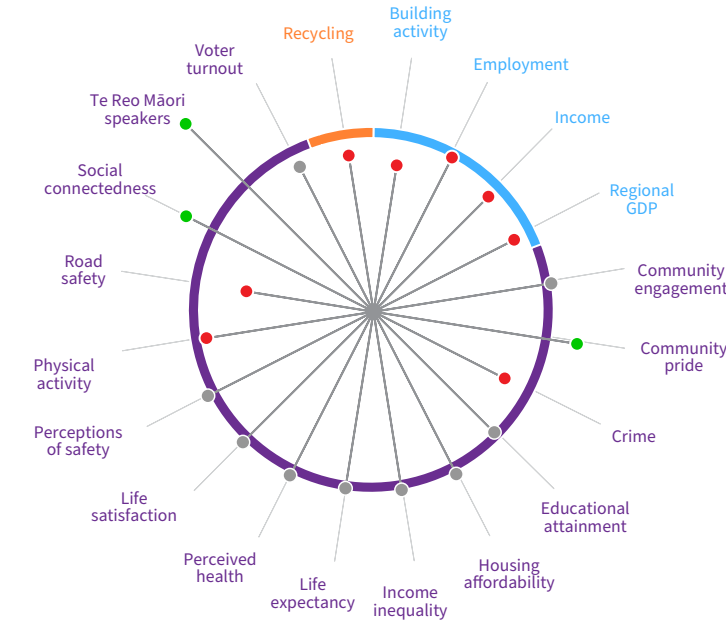 Building
activity
Recycling
Voter
turnout
Employment
Te Reo Māori
speakers
Income
Social
connectedness
Regional
GDP
Road
safety
Community
engagement
Physical
activity
Community
pride
Perceptions
of safety
Crime
Life
satisfaction
Educational
attainment
Perceived
health
Housing
affordability
Life
expectancy
Income
inequality